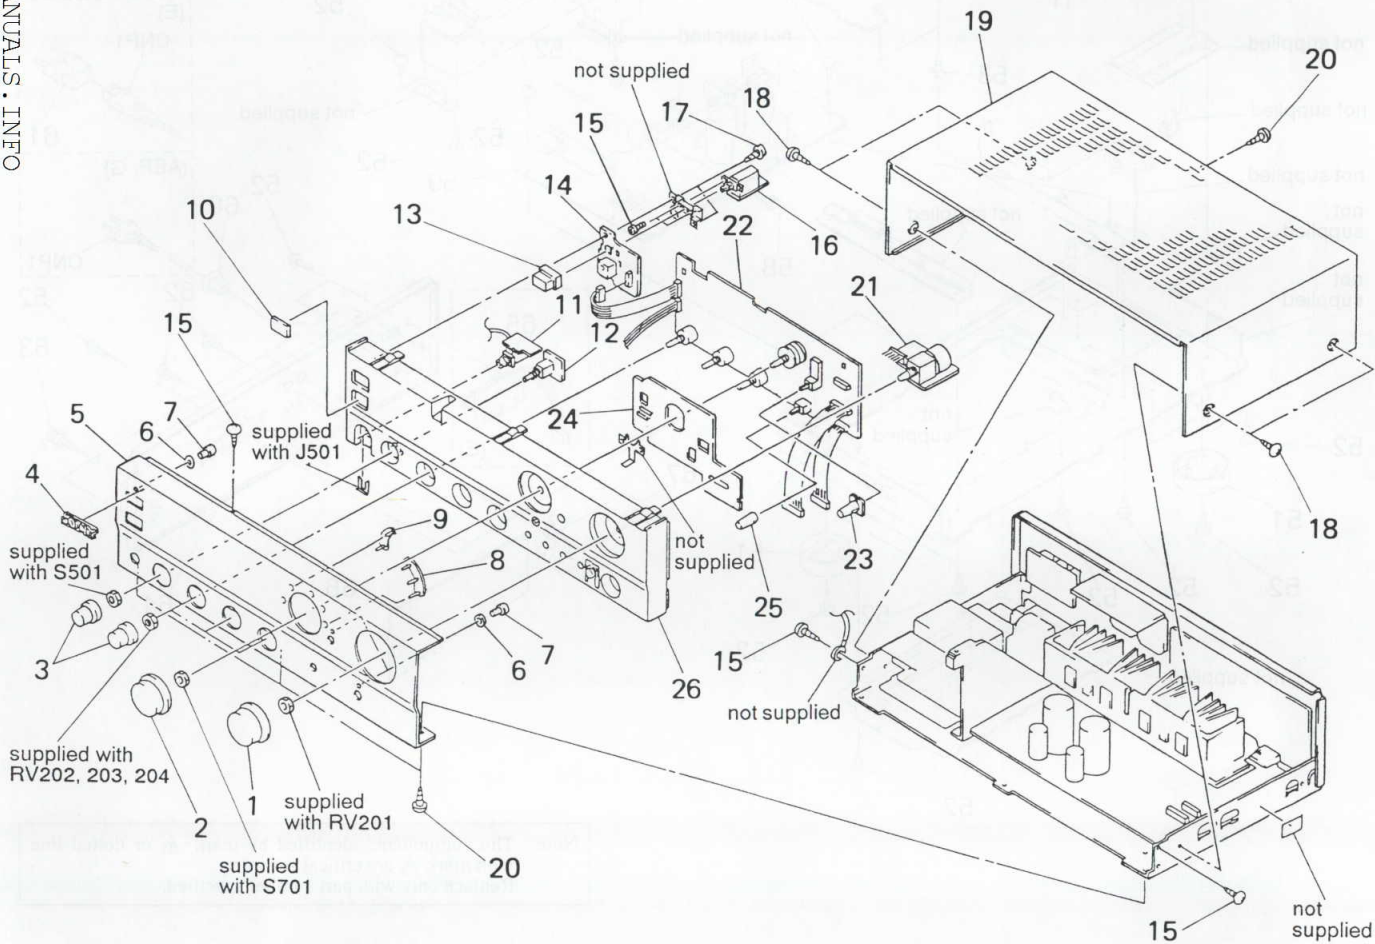 MANUALS.INFO
19
20
not supplied
18
17
15
14
10
13
22
16
21
15
11
12
7
5
6
supplied
with J501
24
4
18
9
not
supplied
23
supplied
with S501
8
25
7
6
15
3
26
not supplied
supplied with
RV202, 203, 204
1
supplied
with RV201
2
20
supplied
with S701
15
not
supplied